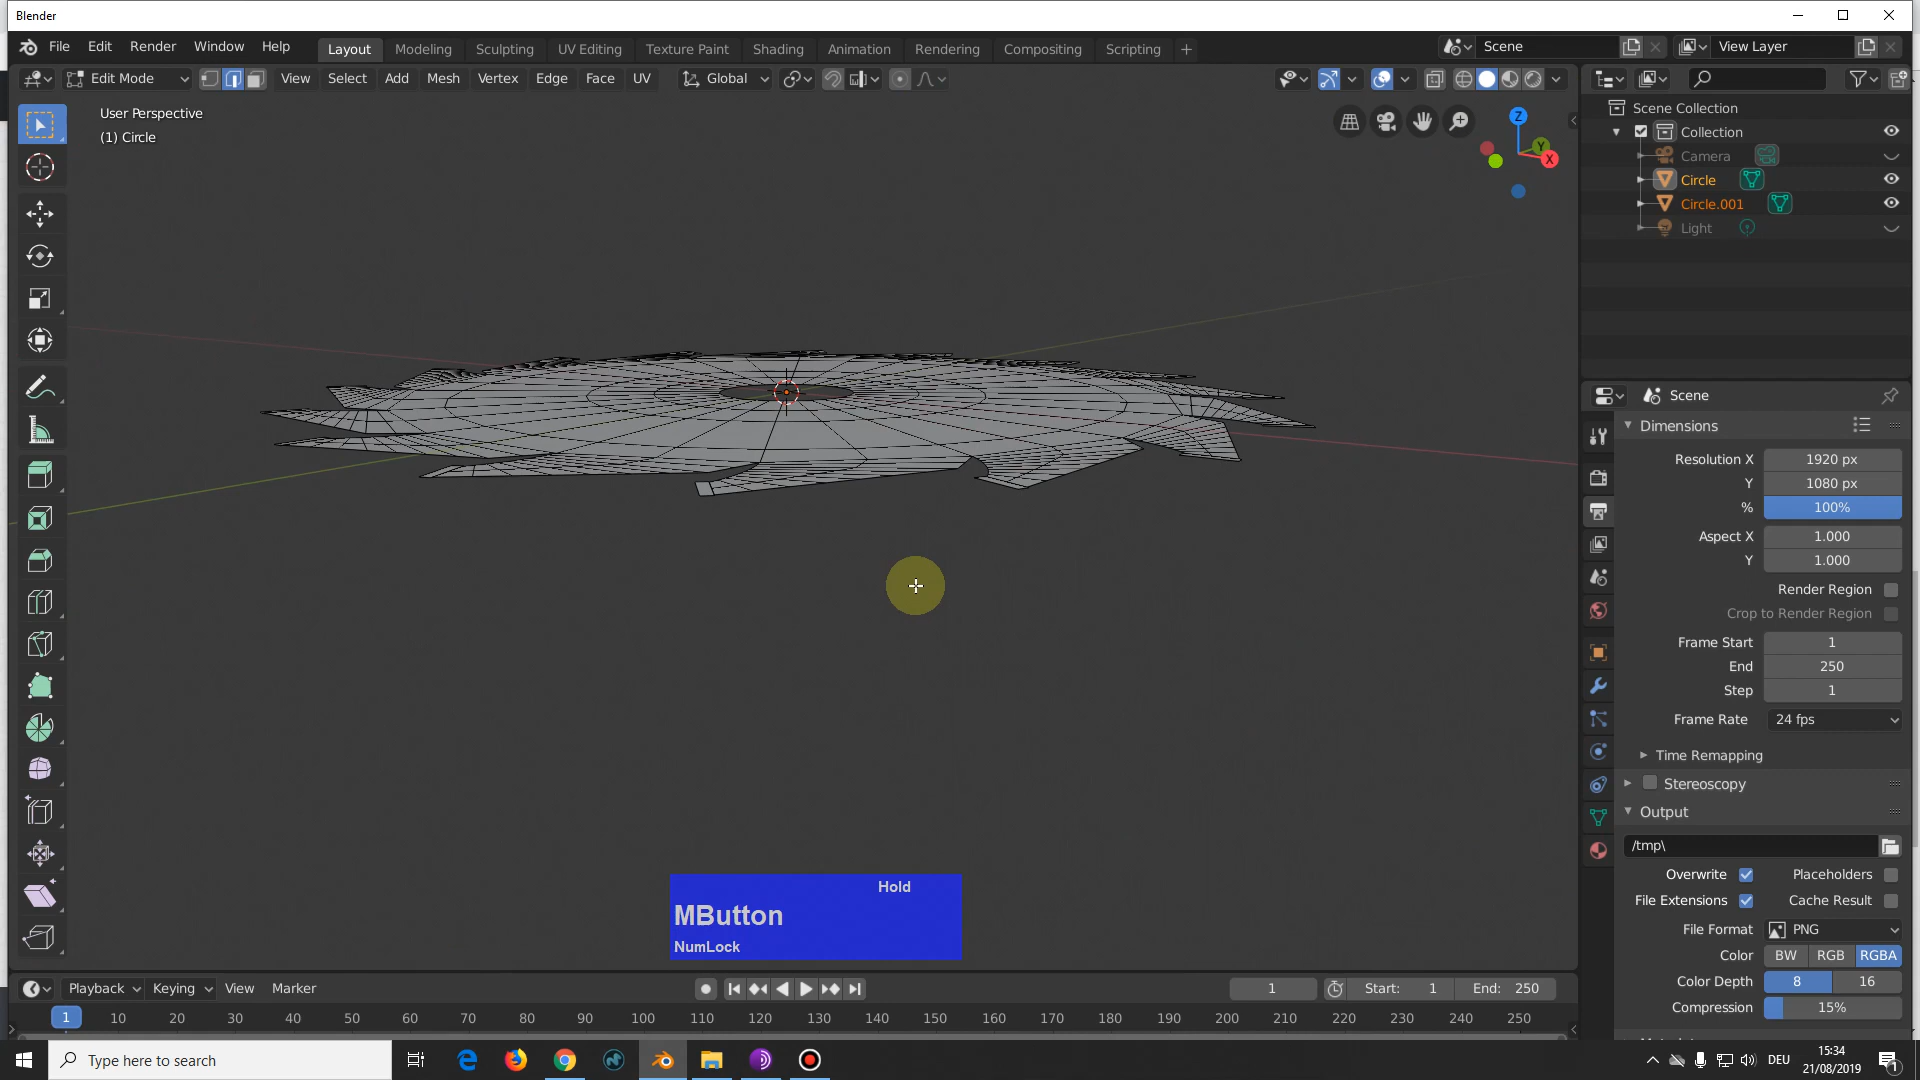 Blender
File Edit Render Window Help Layout Modeling Sculpting UV Editing Texture Paint Shading Animation Rendering Compositing Scripting + Scene View Layer
Edit Mode View Select Add Mesh Vertex Edge Face UV Global
User Perspective
(1) Circle
Z
Y
X
Scene Collection
Collection
Camera
Circle
Circle.001
Light
Scene
Dimensions
Resolution X 1920 px
Y 1080 px
% 100%
Aspect X 1.000
Y 1.000
Render Region
Crop to Render Region
Frame Start 1
End 250
Step 1
Frame Rate 24 fps
Time Remapping
Stereoscopy
Output
/tmp\
Overwrite Placeholders
File Extensions Cache Result
File Format PNG
Color BW RGB RGBA
Color Depth 8 16
Compression 15%
Hold
MButton
NumLock
Playback Keying View Marker 1 Start: 1 End: 250
1 10 20 30 40 50 60 70 80 90 100 110 120 130 140 150 160 170 180 190 200 210 220 230 240 250
Type here to search
DEU
15:34
21/08/2019
1